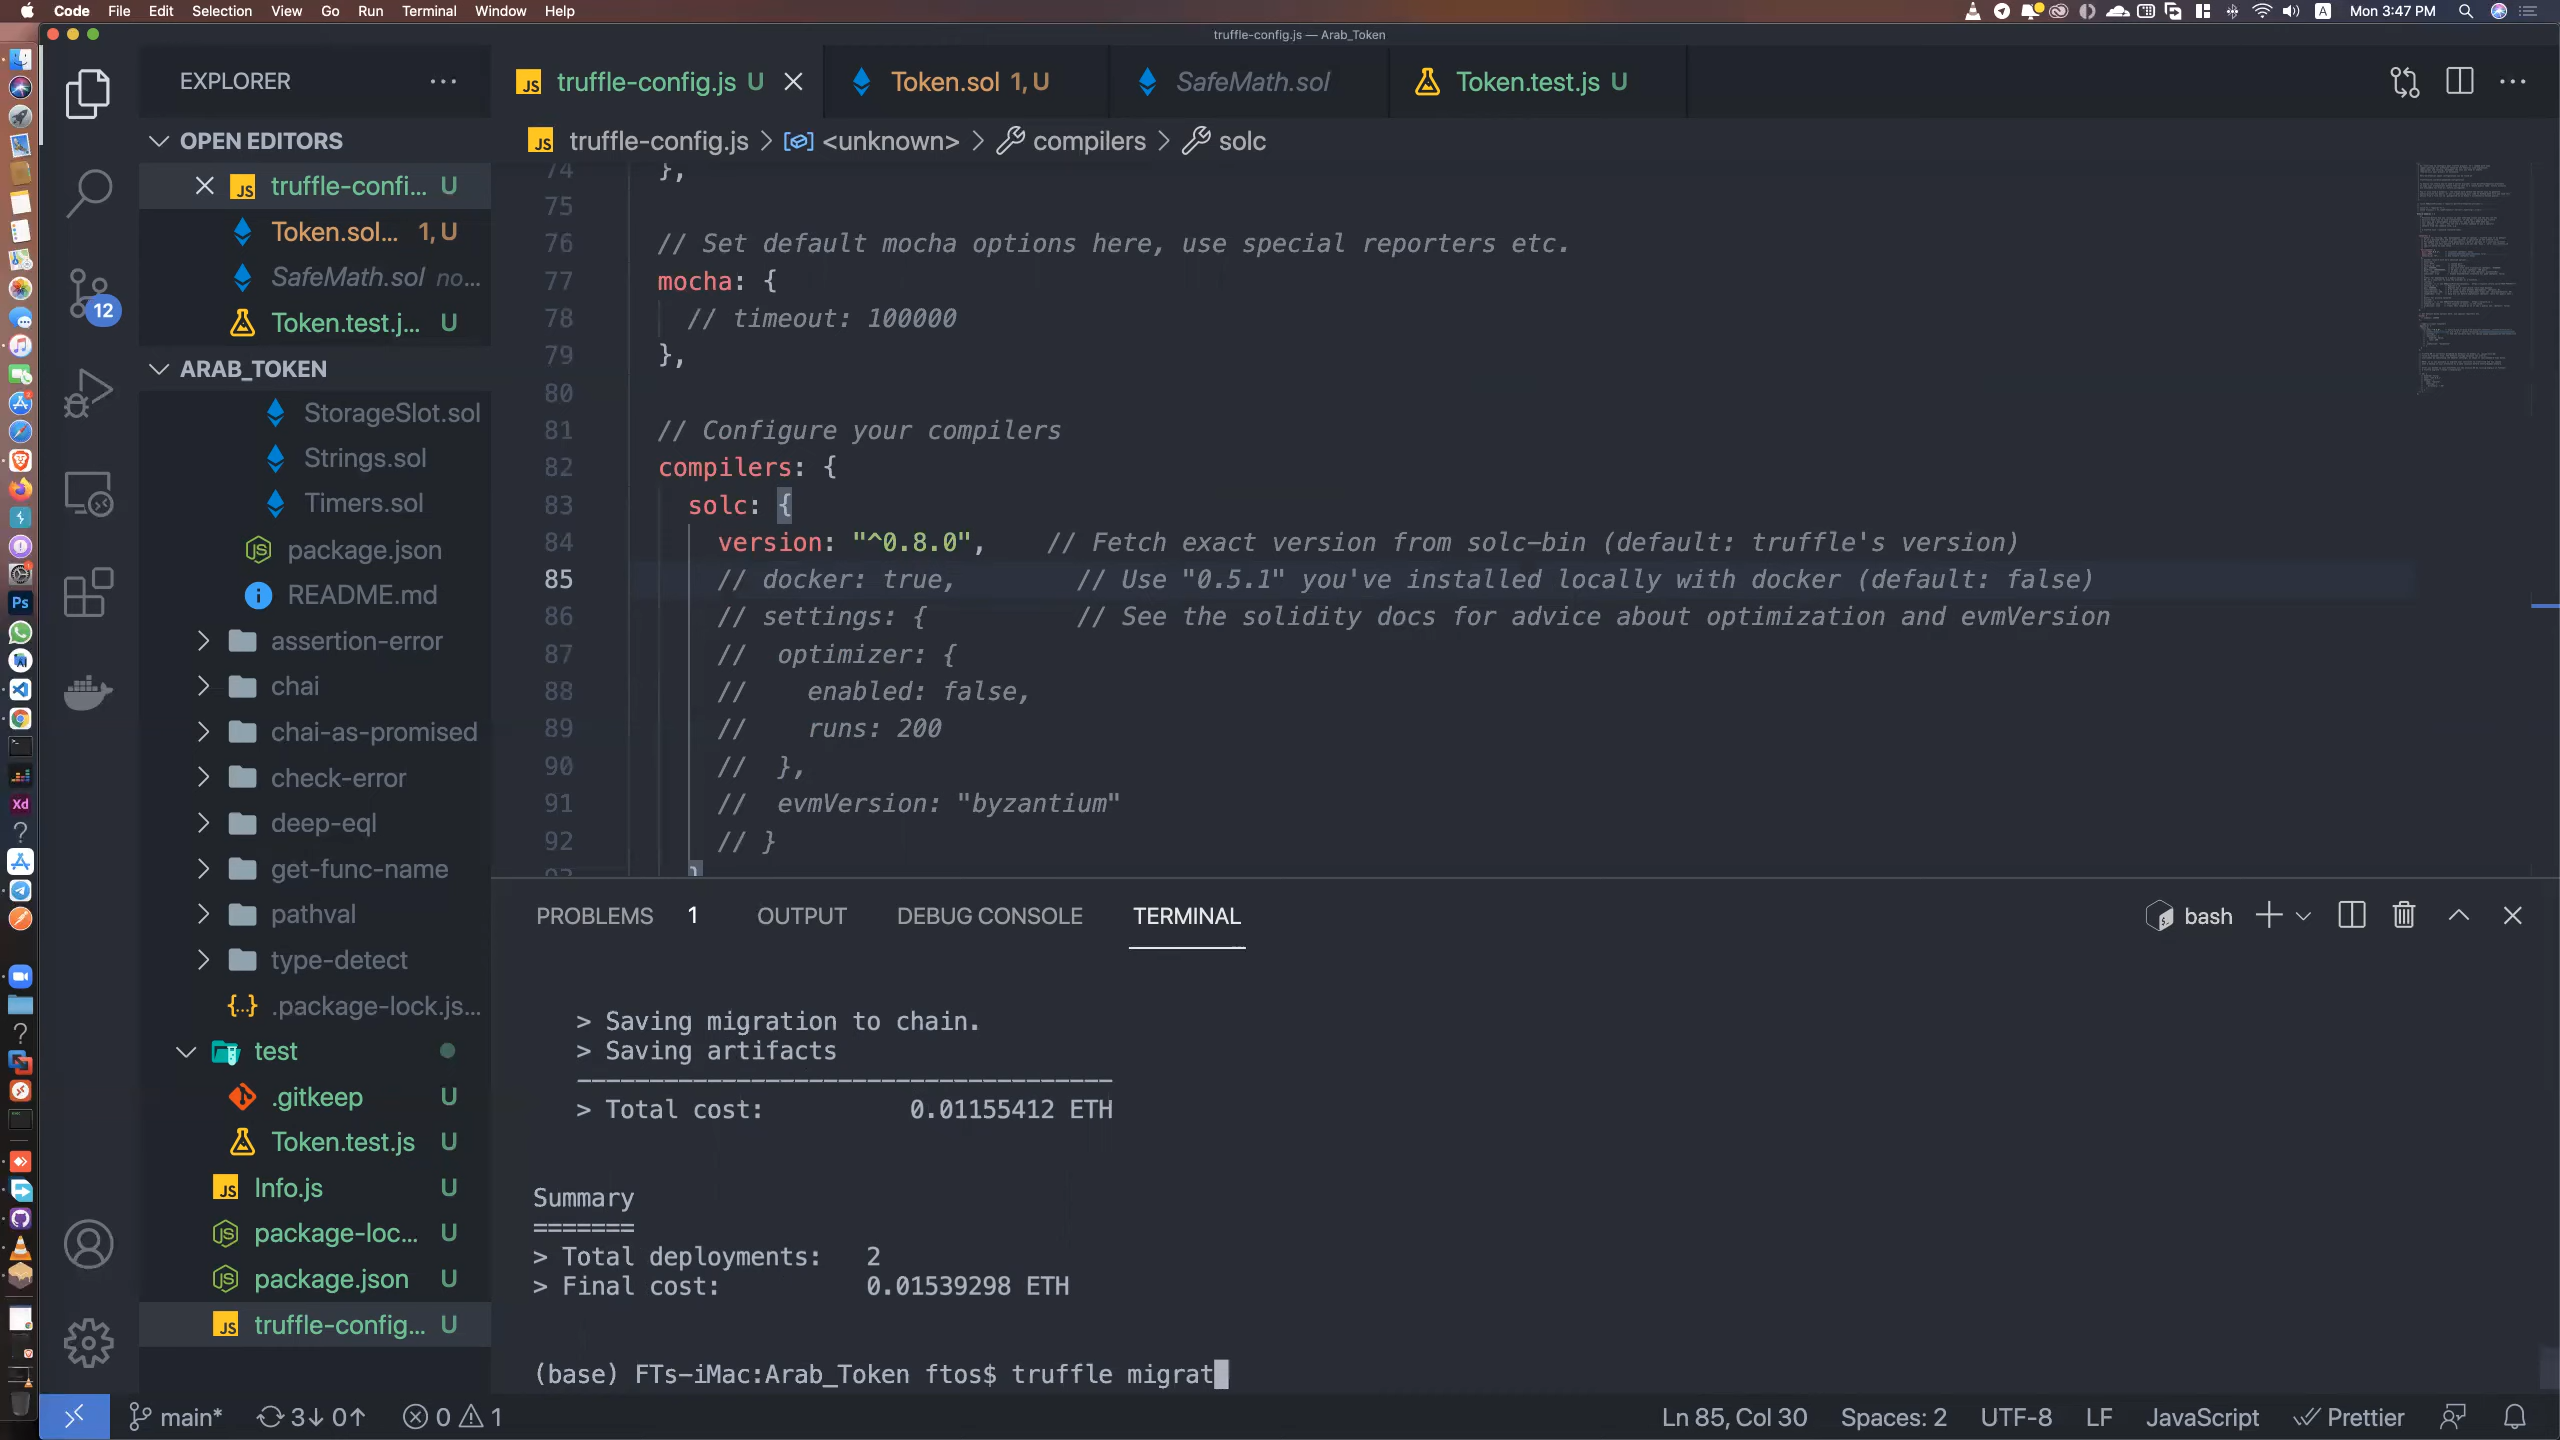 Code File Edit Selection View Go Run Terminal Window Help
A Mon 3:47 PM
truffle-config.js — Arab_Token
EXPLORER
truffle-config.js U
Token.sol 1, U
SafeMath.sol
Token.test.js U
OPEN EDITORS
truffle-config.js > <unknown> > compilers > solc
truffle-confi... U
Token.sol... 1, U
SafeMath.sol no...
Token.test.j... U
ARAB_TOKEN
StorageSlot.sol
Strings.sol
Timers.sol
package.json
README.md
assertion-error
chai
chai-as-promised
check-error
deep-eql
get-func-name
pathval
type-detect
.package-lock.js...
test
.gitkeep U
Token.test.js U
Info.js U
package-loc... U
package.json U
truffle-config... U
12
Ps
Xd
74 },
75
76 // Set default mocha options here, use special reporters etc.
77 mocha: {
78 // timeout: 100000
79 },
80
81 // Configure your compilers
82 compilers: {
83 solc: {
84 version: "^0.8.0", // Fetch exact version from solc-bin (default: truffle's version)
85 // docker: true, // Use "0.5.1" you've installed locally with docker (default: false)
86 // settings: { // See the solidity docs for advice about optimization and evmVersion
87 // optimizer: {
88 // enabled: false,
89 // runs: 200
90 // },
91 // evmVersion: "byzantium"
92 // }
93 }
PROBLEMS 1 OUTPUT DEBUG CONSOLE TERMINAL
bash
> Saving migration to chain.
> Saving artifacts
-------------------------------------
> Total cost: 0.01155412 ETH
Summary
=======
> Total deployments: 2
> Final cost: 0.01539298 ETH
(base) FTs-iMac:Arab_Token ftos$ truffle migrat
main* 3↓ 0↑ 0 1
Ln 85, Col 30 Spaces: 2 UTF-8 LF JavaScript Prettier